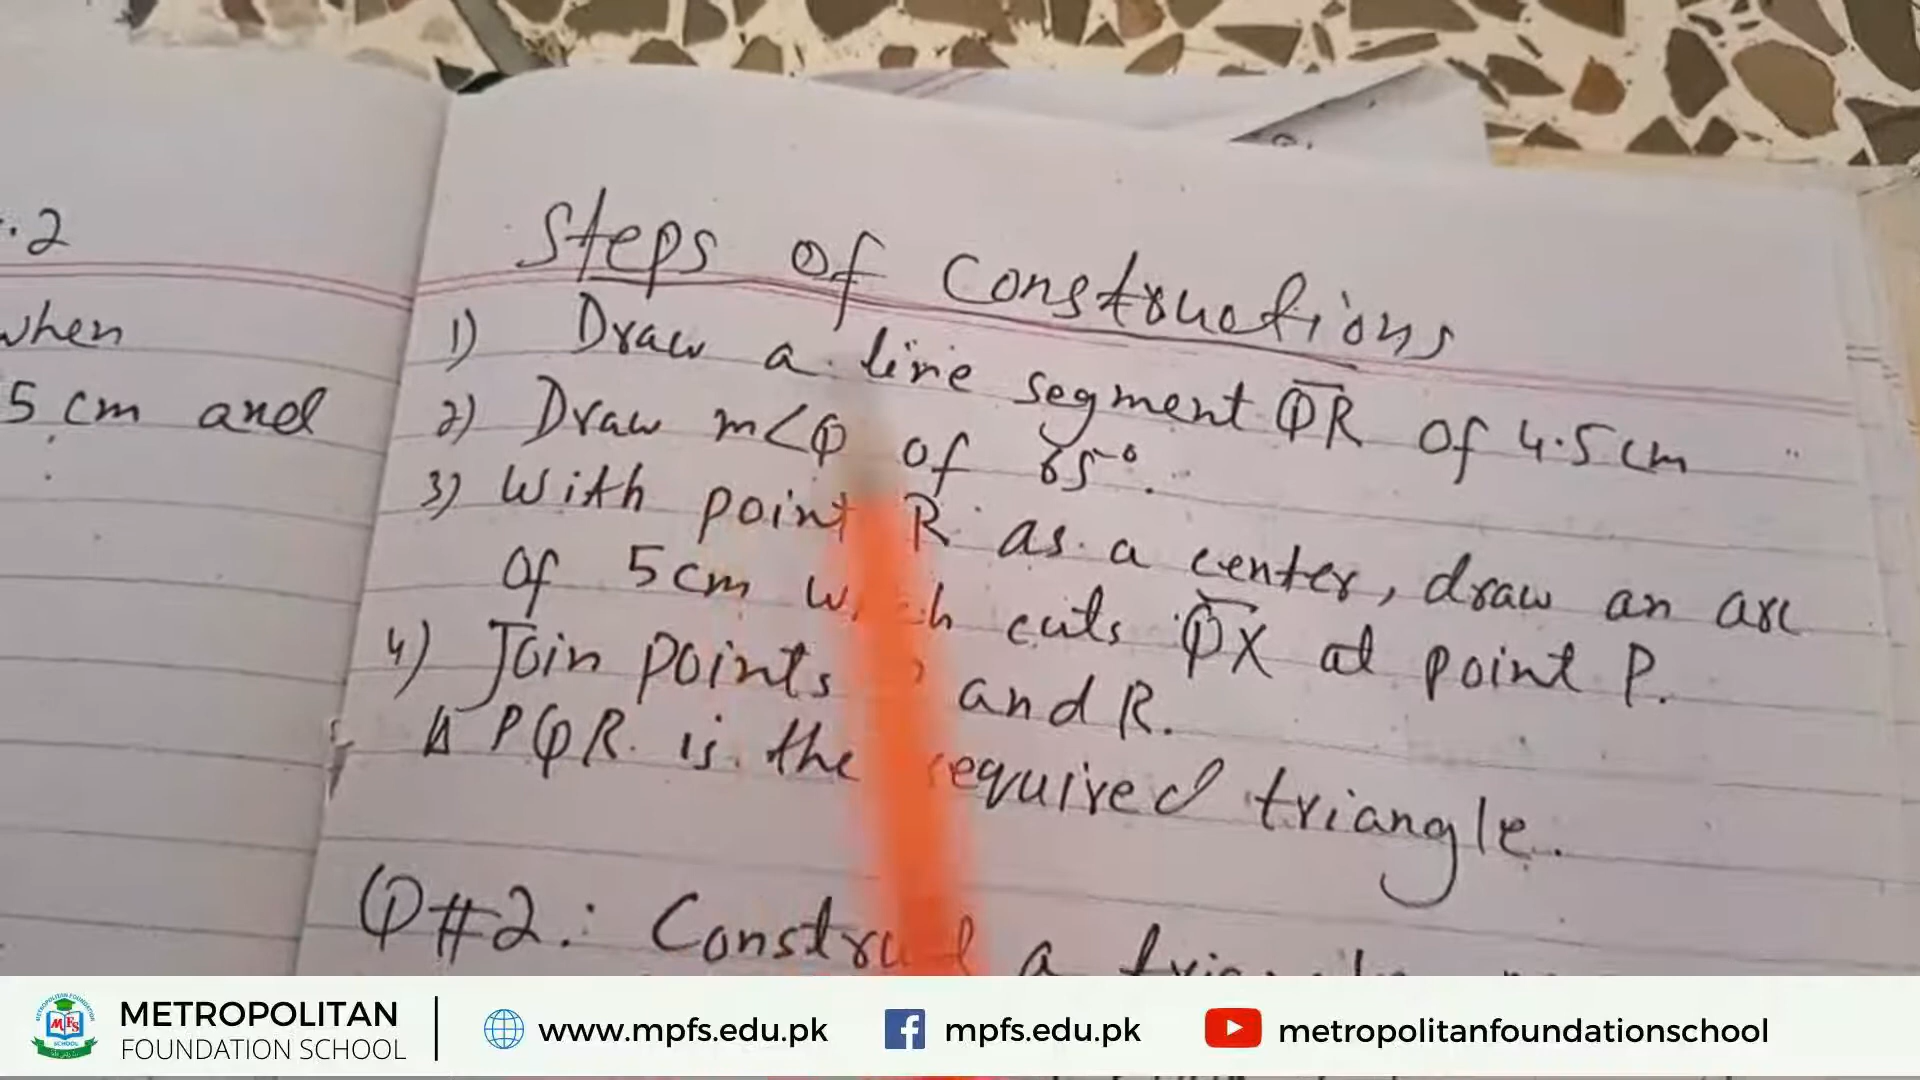 .2
when
5 cm and
Steps of Constructions
1) Draw a line segment QR of 4.5cm
2) Draw m<Q of 65°.
3) With point R as a center, draw an arc
of 5cm cuts QX at point P.
4) Join points and R.
Δ PQR is the required triangle.
Q#2: Construct a
METROPOLITAN
FOUNDATION SCHOOL
www.mpfs.edu.pk
mpfs.edu.pk
metropolitanfoundationschool